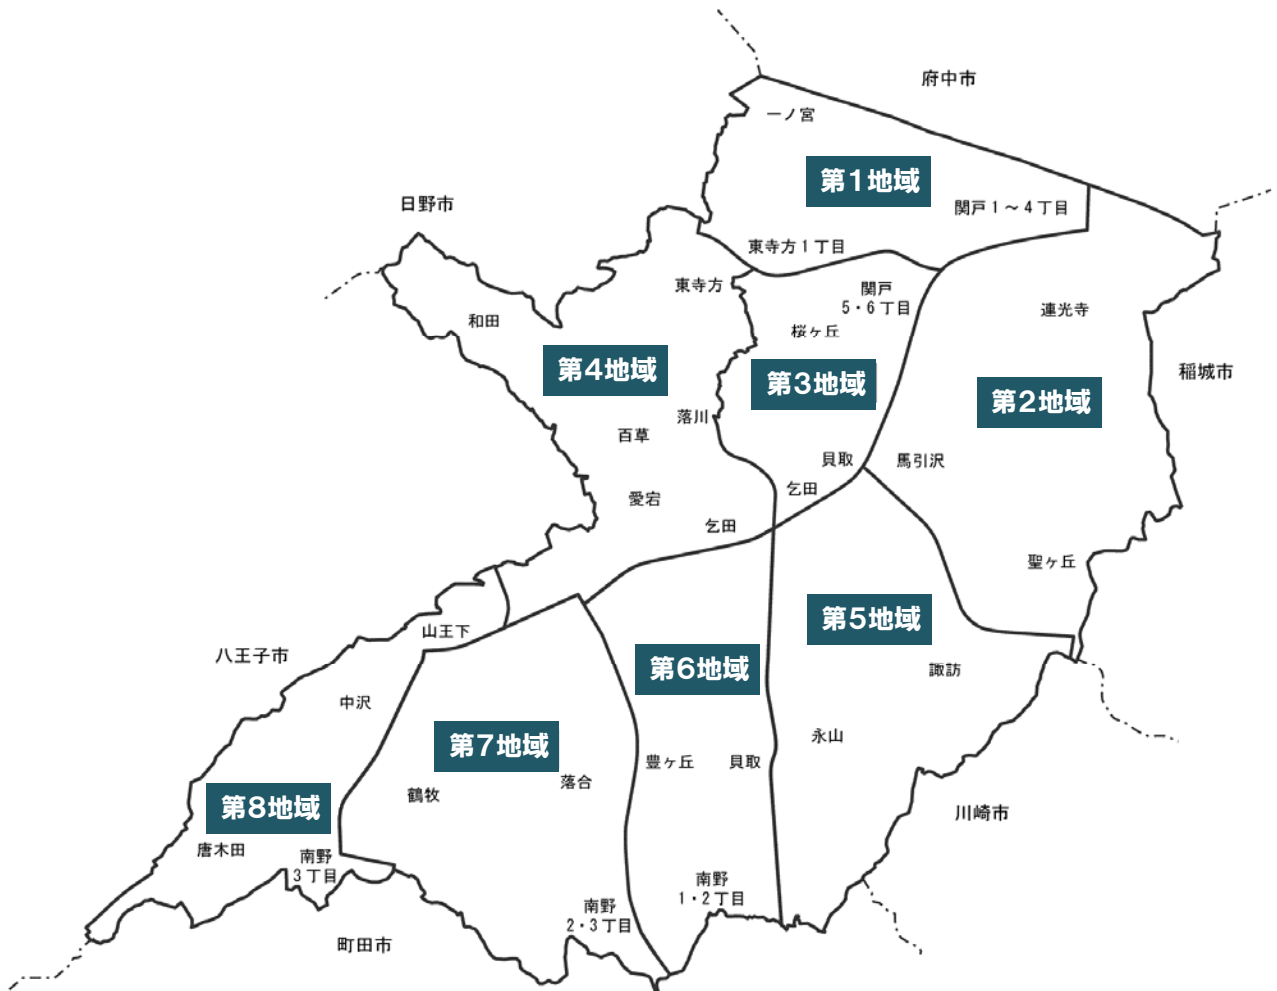 府中市
一ノ宮
第1地域
日野市
関戸1～4丁目
東寺方1丁目
東寺方
関戸
5・6丁目
和田
桜ヶ丘
連光寺
第4地域
第3地域
稲城市
第2地域
落川
百草
貝取
馬引沢
乞田
愛宕
乞田
聖ヶ丘
第5地域
山王下
八王子市
第6地域
諏訪
中沢
第7地域
永山
豊ヶ丘
貝取
落合
鶴牧
第8地域
川崎市
唐木田
南野
3丁目
南野
1・2丁目
南野
2・3丁目
町田市